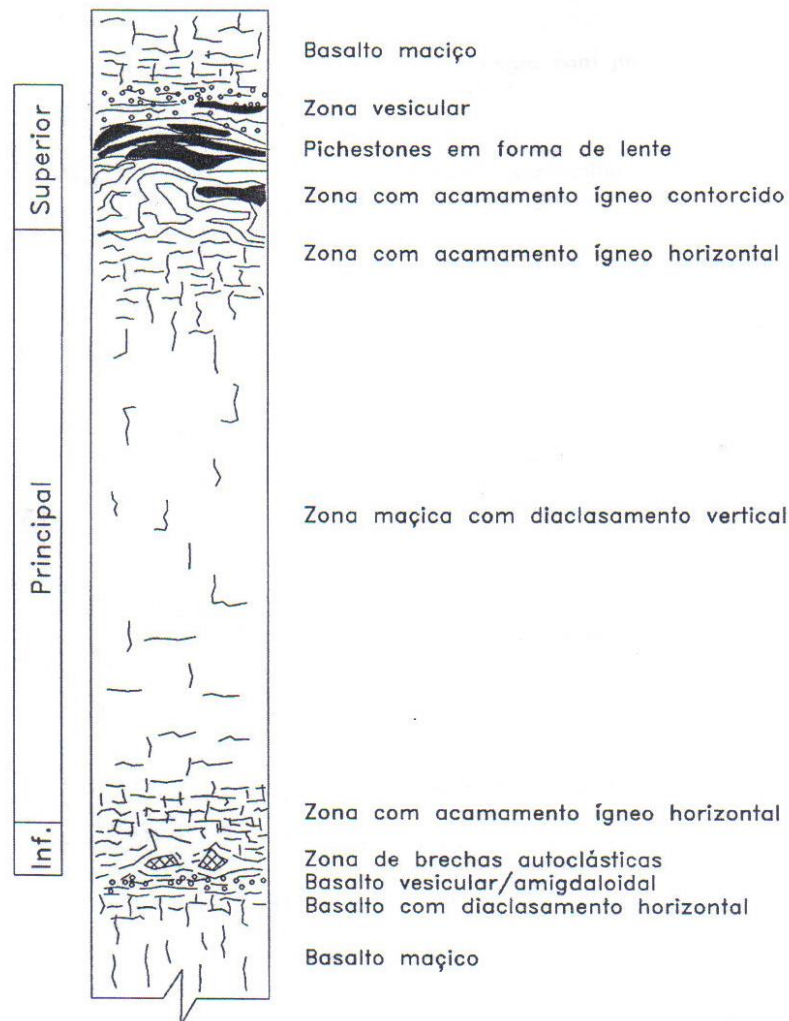 Basalto maciço
Zona vesicular
Pichestones em forma de lente
Zona com acamamento ígneo contorcido
Zona com acamamento ígneo horizontal
Zona maçica com diaclasamento vertical
Zona com acamamento ígneo horizontal
Zona de brechas autoclásticas
Basalto vesicular/amigdaloidal
Basalto com diaclasamento horizontal
Basalto maçico
Superior
Principal
Inf.